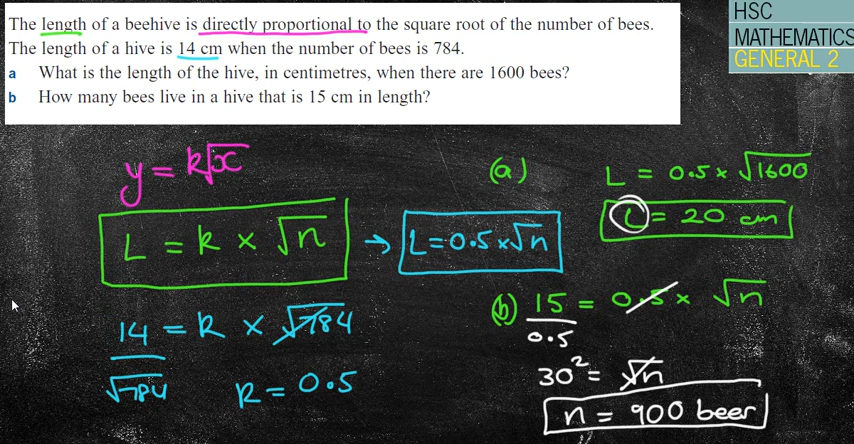 The length of a beehive is directly proportional to the square root of the number of bees.
The length of a hive is 14 cm when the number of bees is 784.
a What is the length of the hive, in centimetres, when there are 1600 bees?
b How many bees live in a hive that is 15 cm in length?
HSC
MATHEMATICS
GENERAL 2
y = k√x
L = k × √n → L = 0.5 × √n
14 = k × √784
√784
k = 0.5
(a) L = 0.5 × √1600
L = 20 cm
(b) 15 = 0.5 × √n
0.5
30² = √n
n = 900 beer